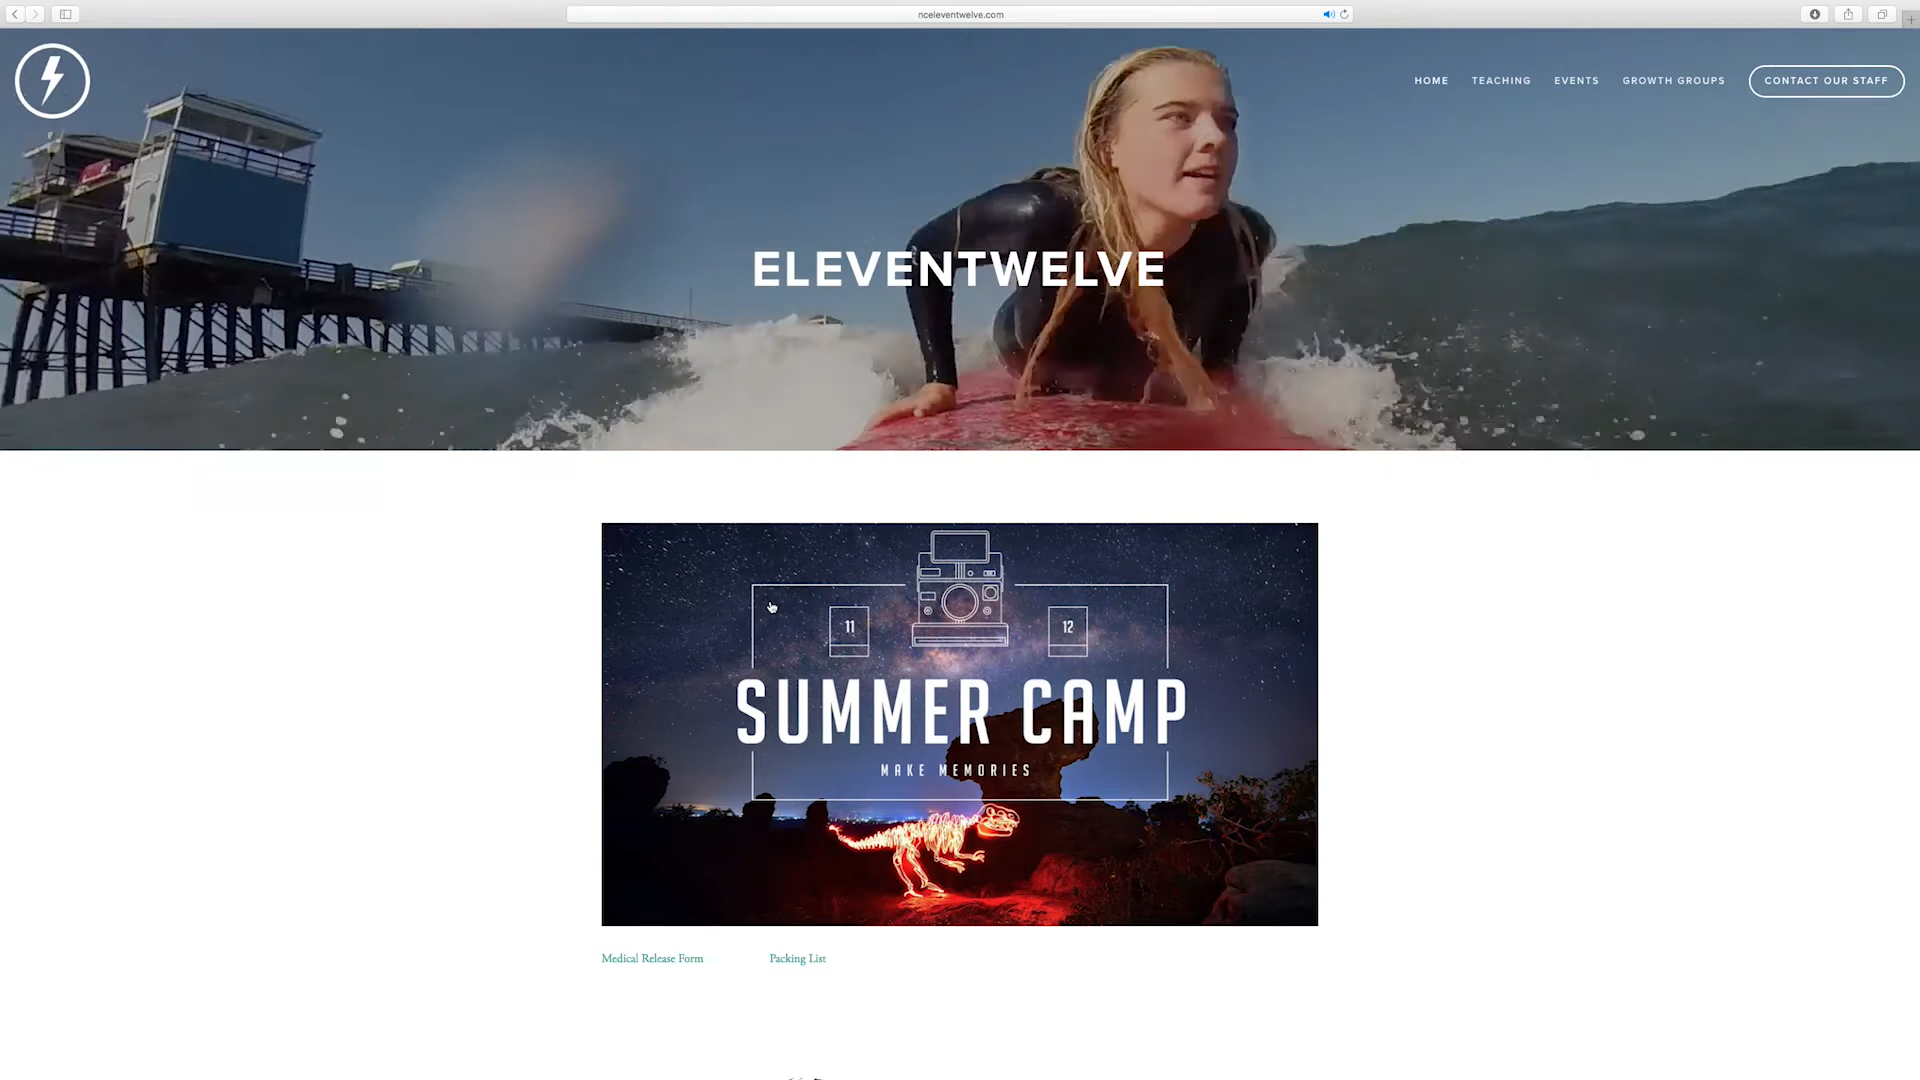 nceleventwelve.com
HOME TEACHING EVENTS GROWTH GROUPS CONTACT OUR STAFF
ELEVENTWELVE
11 12
SUMMER CAMP
MAKE MEMORIES
Medical Release Form Packing List